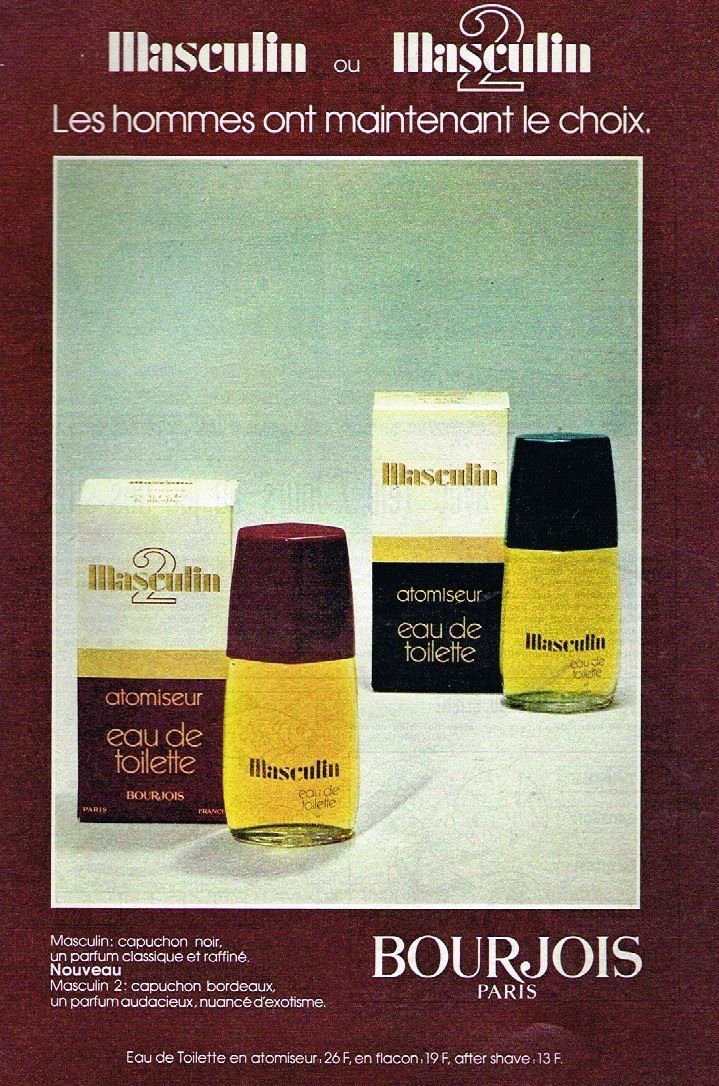 Masculin ou Masculin 2
Les hommes ont maintenant le choix.
Masculin
atomiseur
eau de
toilette
Masculin
eau de
toilette
Masculin 2
atomiseur
eau de
toilette
BOURJOIS
PARIS FRANCE
Masculin
eau de
toilette
Masculin: capuchon noir,
un parfum classique et raffiné.
Nouveau
Masculin 2: capuchon bordeaux,
un parfum audacieux, nuancé d'exotisme.
BOURJOIS
PARIS
Eau de Toilette en atomiseur: 26 F, en flacon: 19 F, after shave: 13 F.